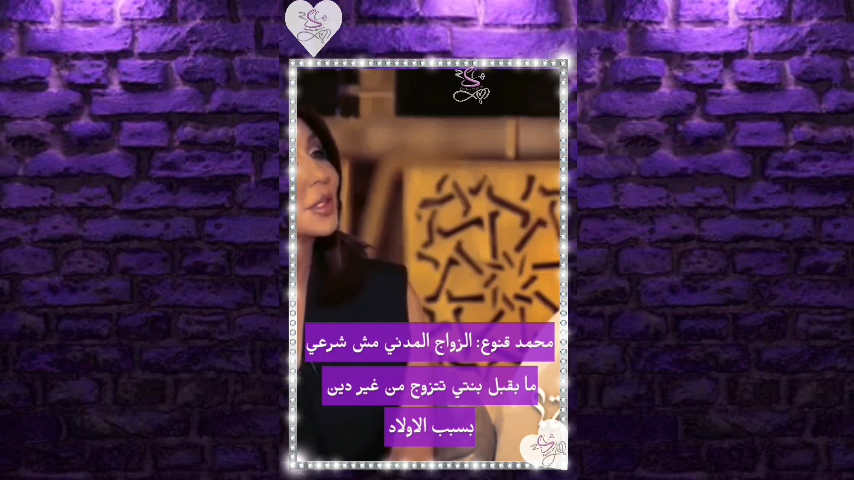 محمد قنوع: الزواج المدني مش شرعي
ما بقبل بنتي تتزوج من غير دين
بسبب الاولاد